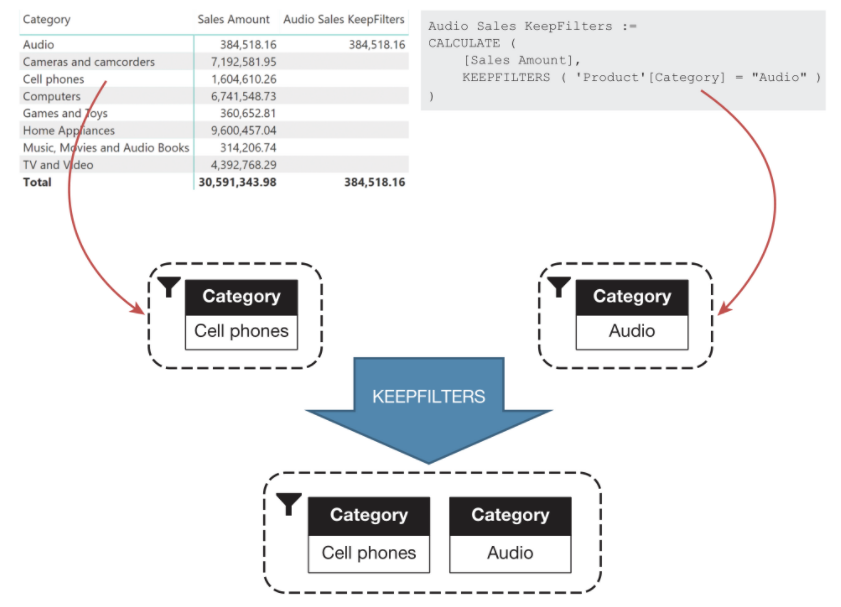 Category Sales Amount Audio Sales KeepFilters
Audio 384,518.16 384,518.16
Cameras and camcorders 7,192,581.95
Cell phones 1,604,610.26
Computers 6,741,548.73
Games and Toys 360,652.81
Home Appliances 9,600,457.04
Music, Movies and Audio Books 314,206.74
TV and Video 4,392,768.29
Total 30,591,343.98 384,518.16
Audio Sales KeepFilters :=
CALCULATE (
[Sales Amount],
KEEPFILTERS ( 'Product'[Category] = "Audio" )
)
Category
Cell phones
Category
Audio
KEEPFILTERS
Category Category
Cell phones Audio